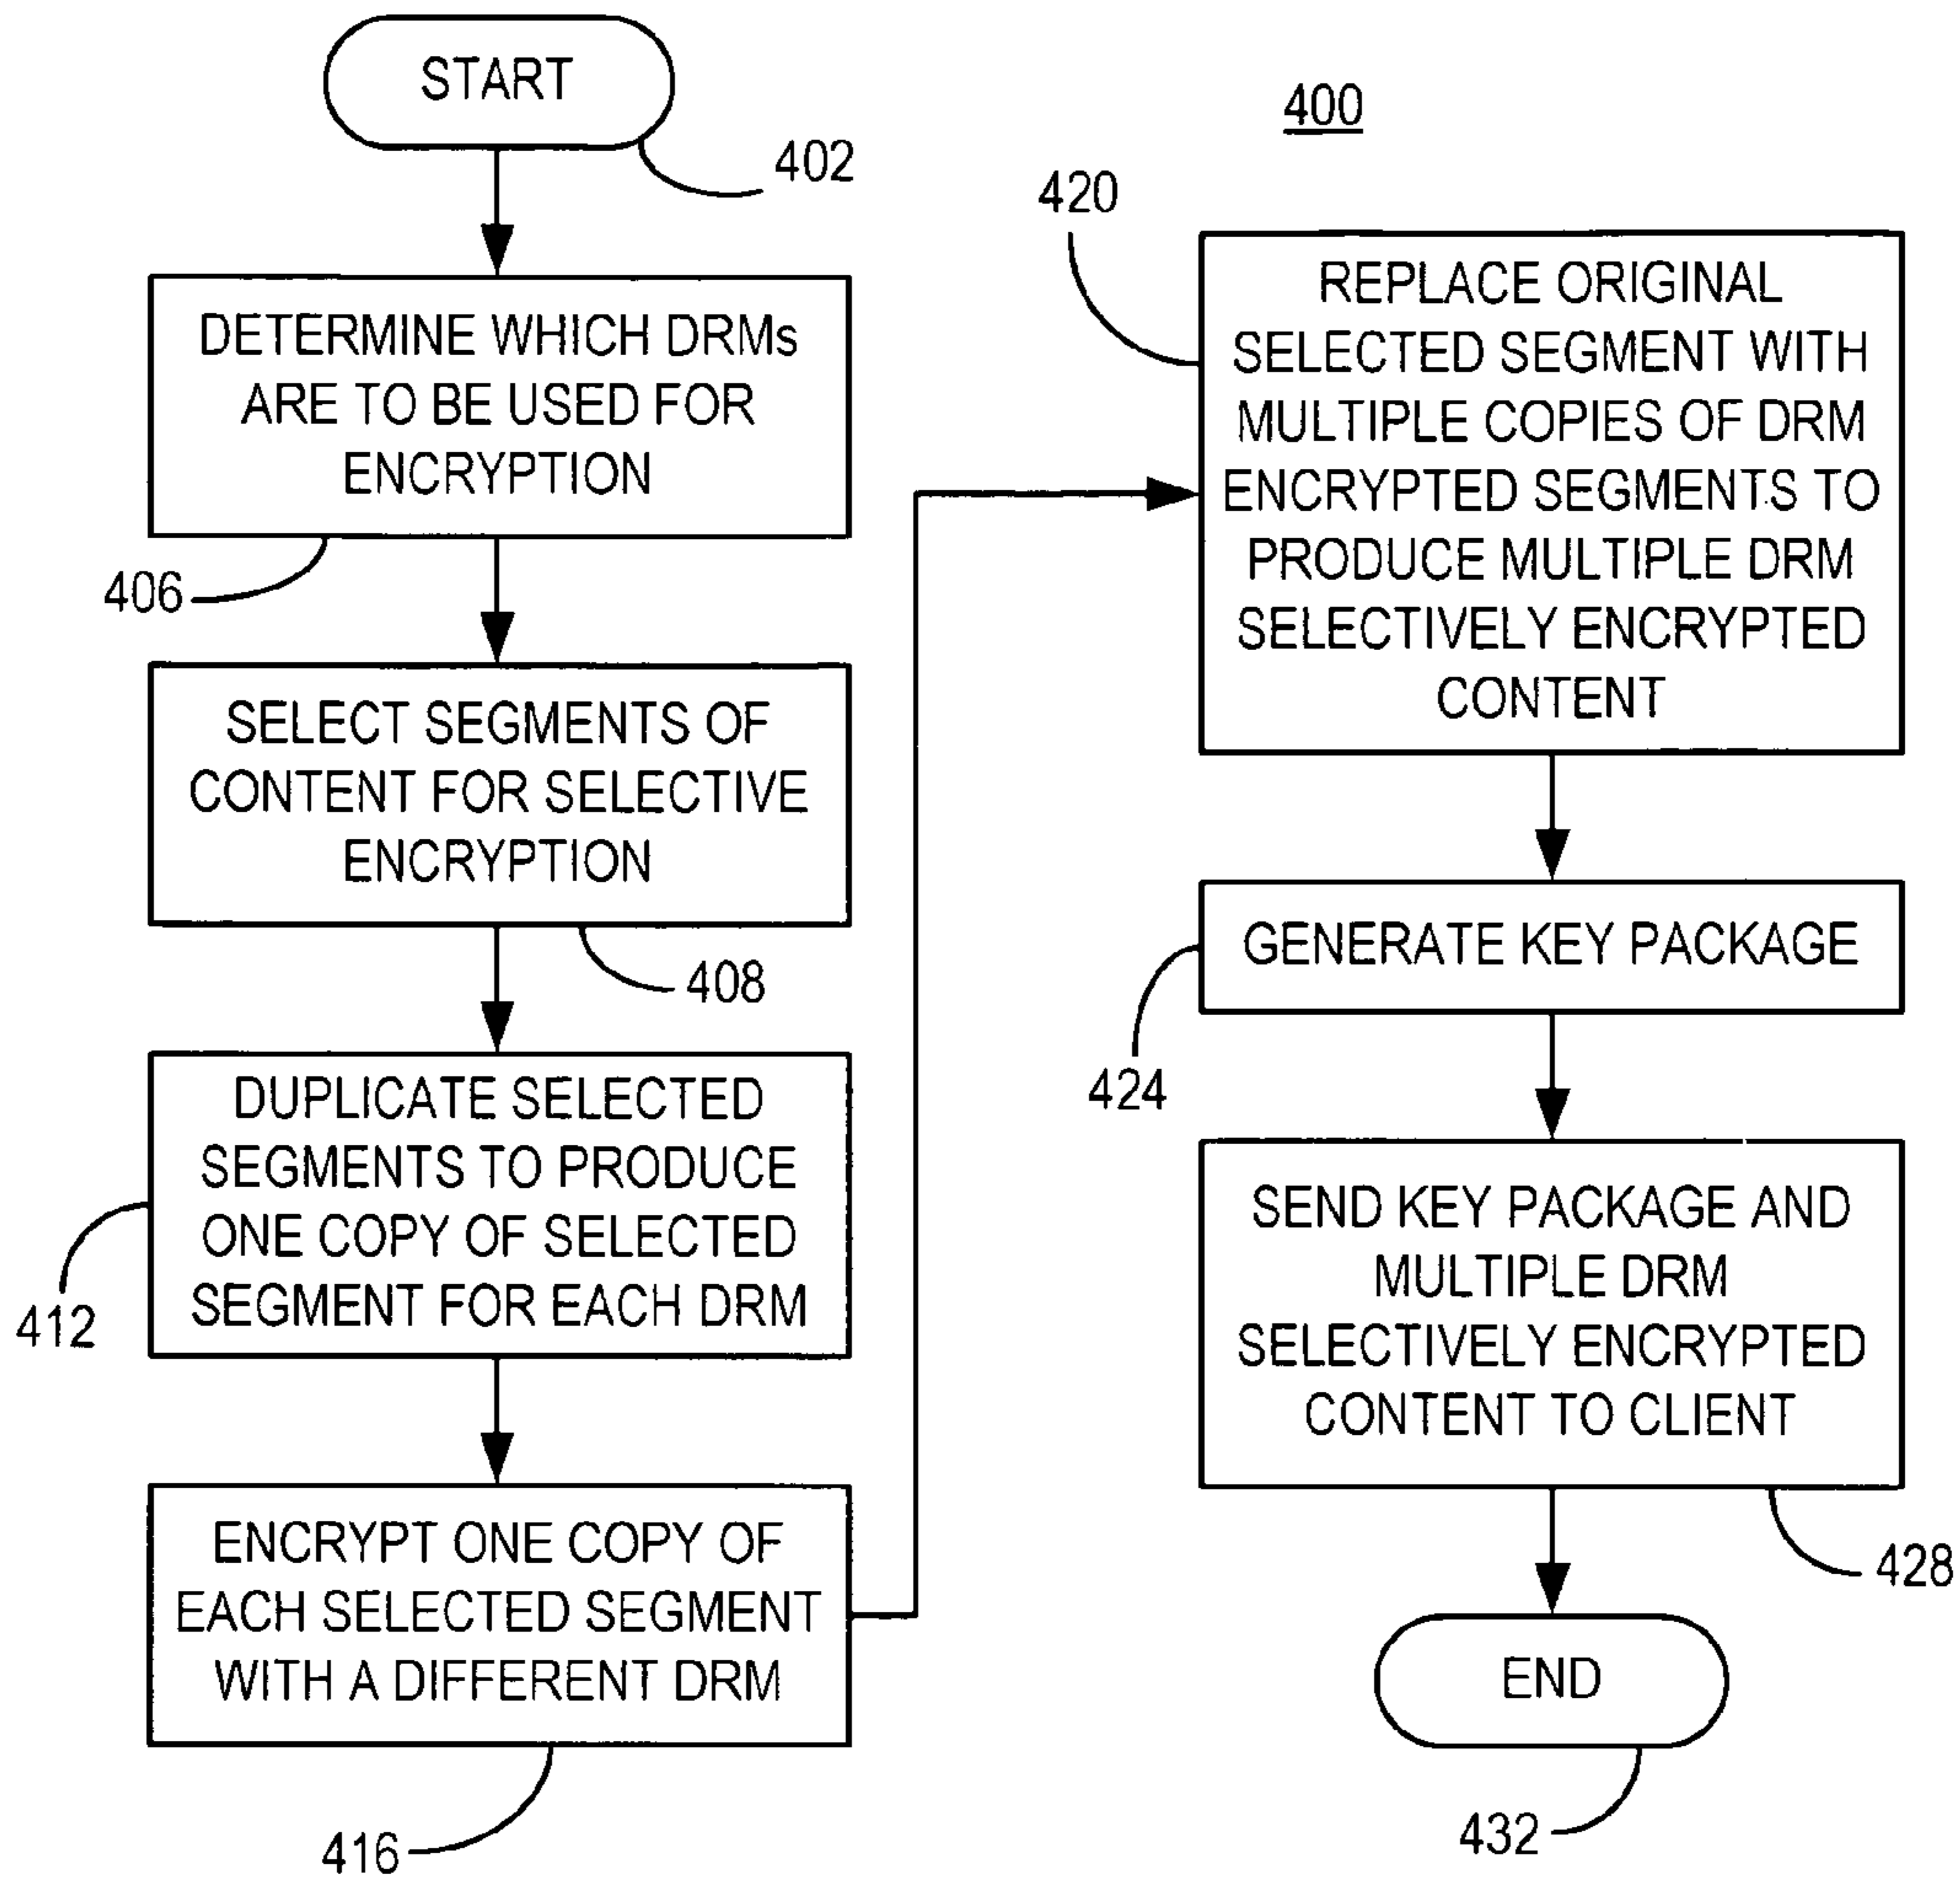 START
402
DETERMINE WHICH DRMs
ARE TO BE USED FOR
ENCRYPTION
406
SELECT SEGMENTS OF
CONTENT FOR SELECTIVE
ENCRYPTION
408
DUPLICATE SELECTED
SEGMENTS TO PRODUCE
ONE COPY OF SELECTED
SEGMENT FOR EACH DRM
412
ENCRYPT ONE COPY OF
EACH SELECTED SEGMENT
WITH A DIFFERENT DRM
416
400
420
REPLACE ORIGINAL
SELECTED SEGMENT WITH
MULTIPLE COPIES OF DRM
ENCRYPTED SEGMENTS TO
PRODUCE MULTIPLE DRM
SELECTIVELY ENCRYPTED
CONTENT
GENERATE KEY PACKAGE
424
SEND KEY PACKAGE AND
MULTIPLE DRM
SELECTIVELY ENCRYPTED
CONTENT TO CLIENT
428
END
432